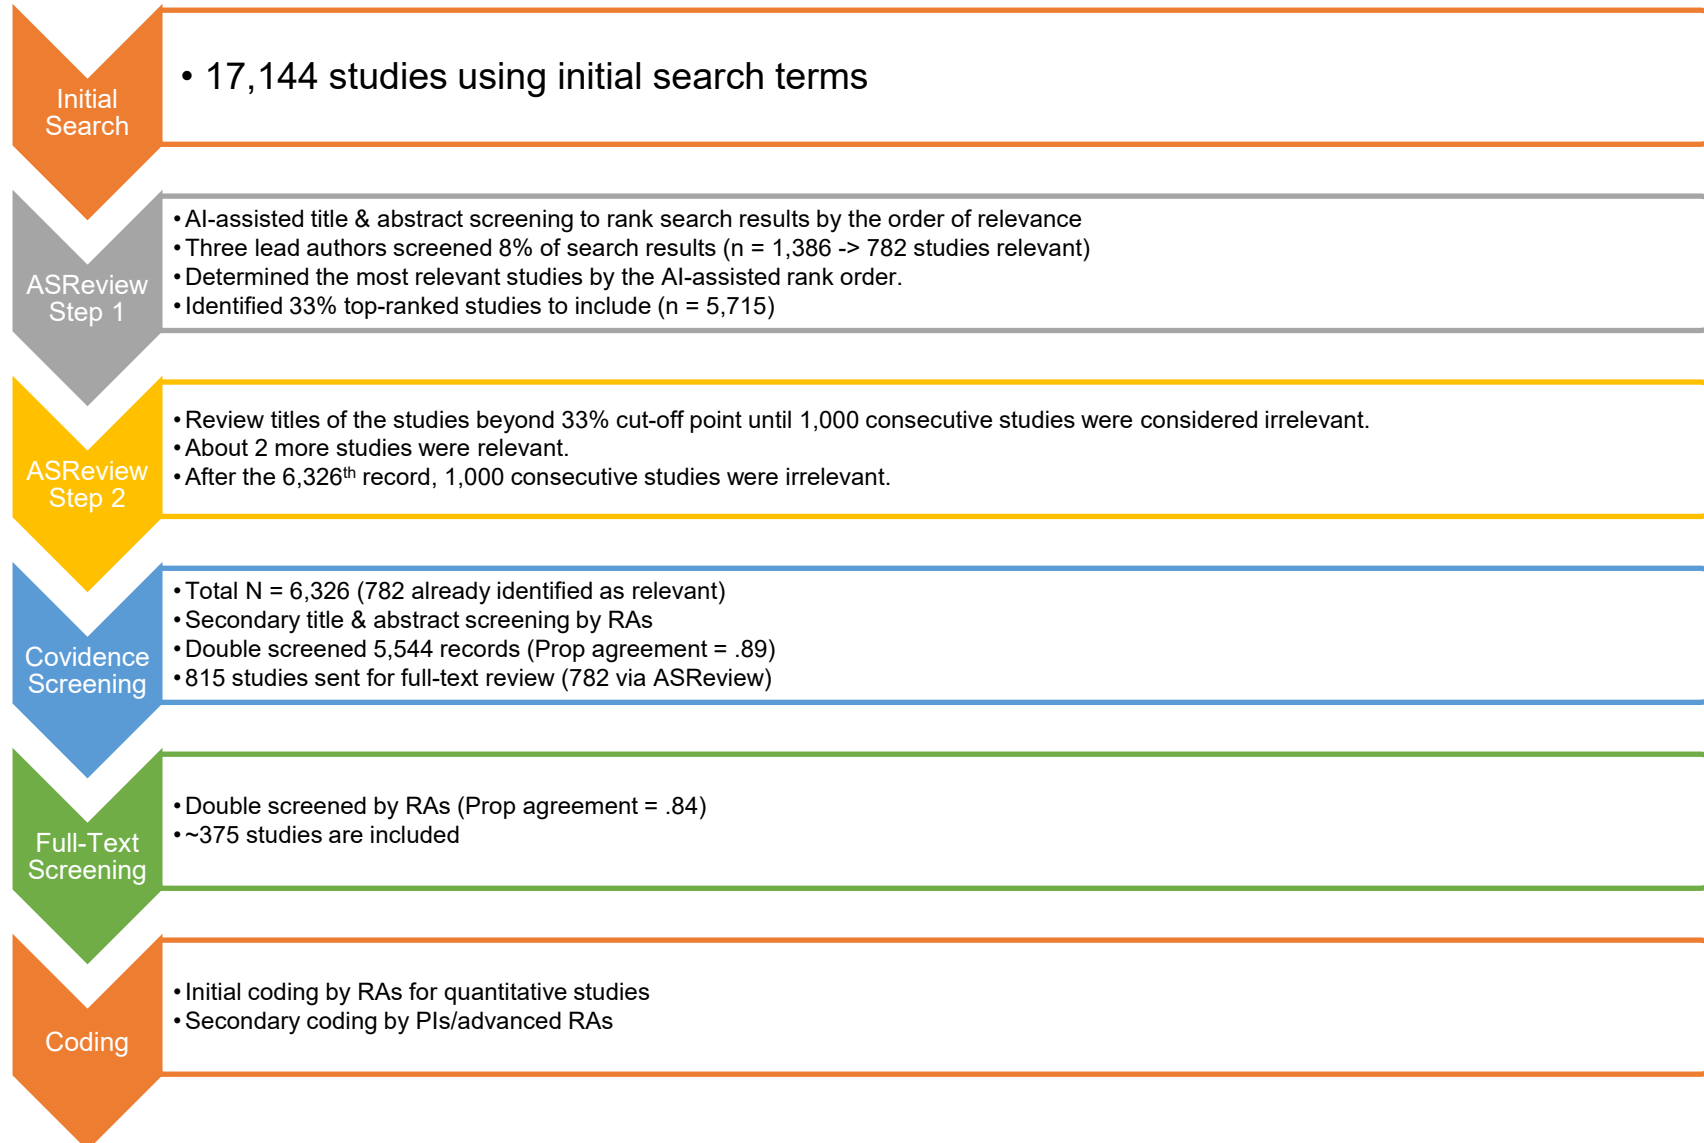 Initial
Search
• 17,144 studies using initial search terms
ASReview
Step 1
• AI-assisted title & abstract screening to rank search results by the order of relevance
• Three lead authors screened 8% of search results (n = 1,386 -> 782 studies relevant)
• Determined the most relevant studies by the AI-assisted rank order.
• Identified 33% top-ranked studies to include (n = 5,715)
ASReview
Step 2
• Review titles of the studies beyond 33% cut-off point until 1,000 consecutive studies were considered irrelevant.
• About 2 more studies were relevant.
• After the 6,326th record, 1,000 consecutive studies were irrelevant.
Covidence
Screening
• Total N = 6,326 (782 already identified as relevant)
• Secondary title & abstract screening by RAs
• Double screened 5,544 records (Prop agreement = .89)
• 815 studies sent for full-text review (782 via ASReview)
Full-Text
Screening
• Double screened by RAs (Prop agreement = .84)
• ~375 studies are included
Coding
• Initial coding by RAs for quantitative studies
• Secondary coding by PIs/advanced RAs